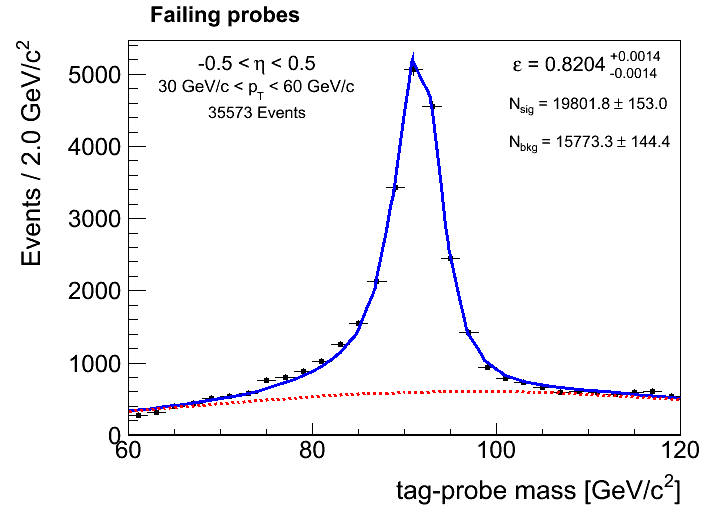 Failing probes
-0.5 < η < 0.5
30 GeV/c < p_T < 60 GeV/c
35573 Events
ε = 0.8204 +0.0014 -0.0014
N_sig = 19801.8 ± 153.0
N_bkg = 15773.3 ± 144.4
Events / 2.0 GeV/c²
5000
4000
3000
2000
1000
0
60 80 100 120
tag-probe mass [GeV/c²]